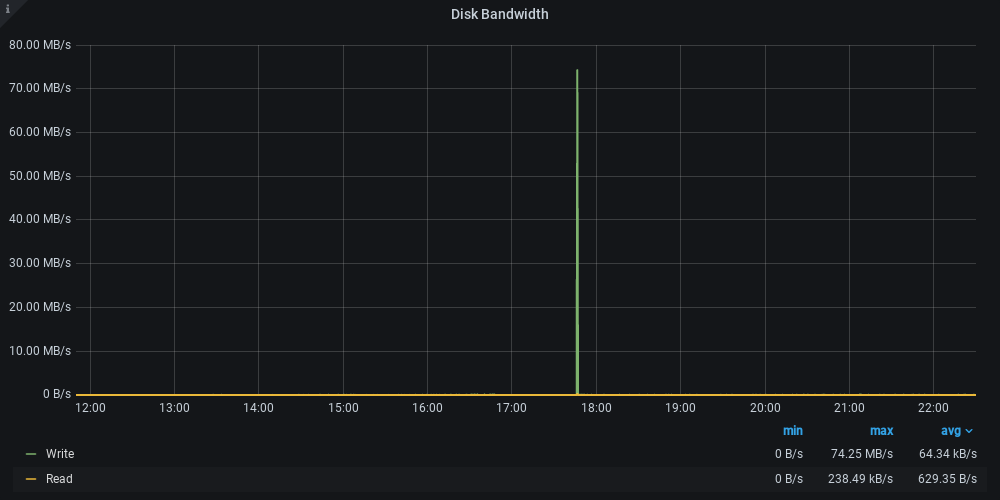 i
Disk Bandwidth
80.00 MB/s
70.00 MB/s
60.00 MB/s
50.00 MB/s
40.00 MB/s
30.00 MB/s
20.00 MB/s
10.00 MB/s
0 B/s
12:00 13:00 14:00 15:00 16:00 17:00 18:00 19:00 20:00 21:00 22:00
min max avg
Write 0 B/s 74.25 MB/s 64.34 kB/s
Read 0 B/s 238.49 kB/s 629.35 B/s